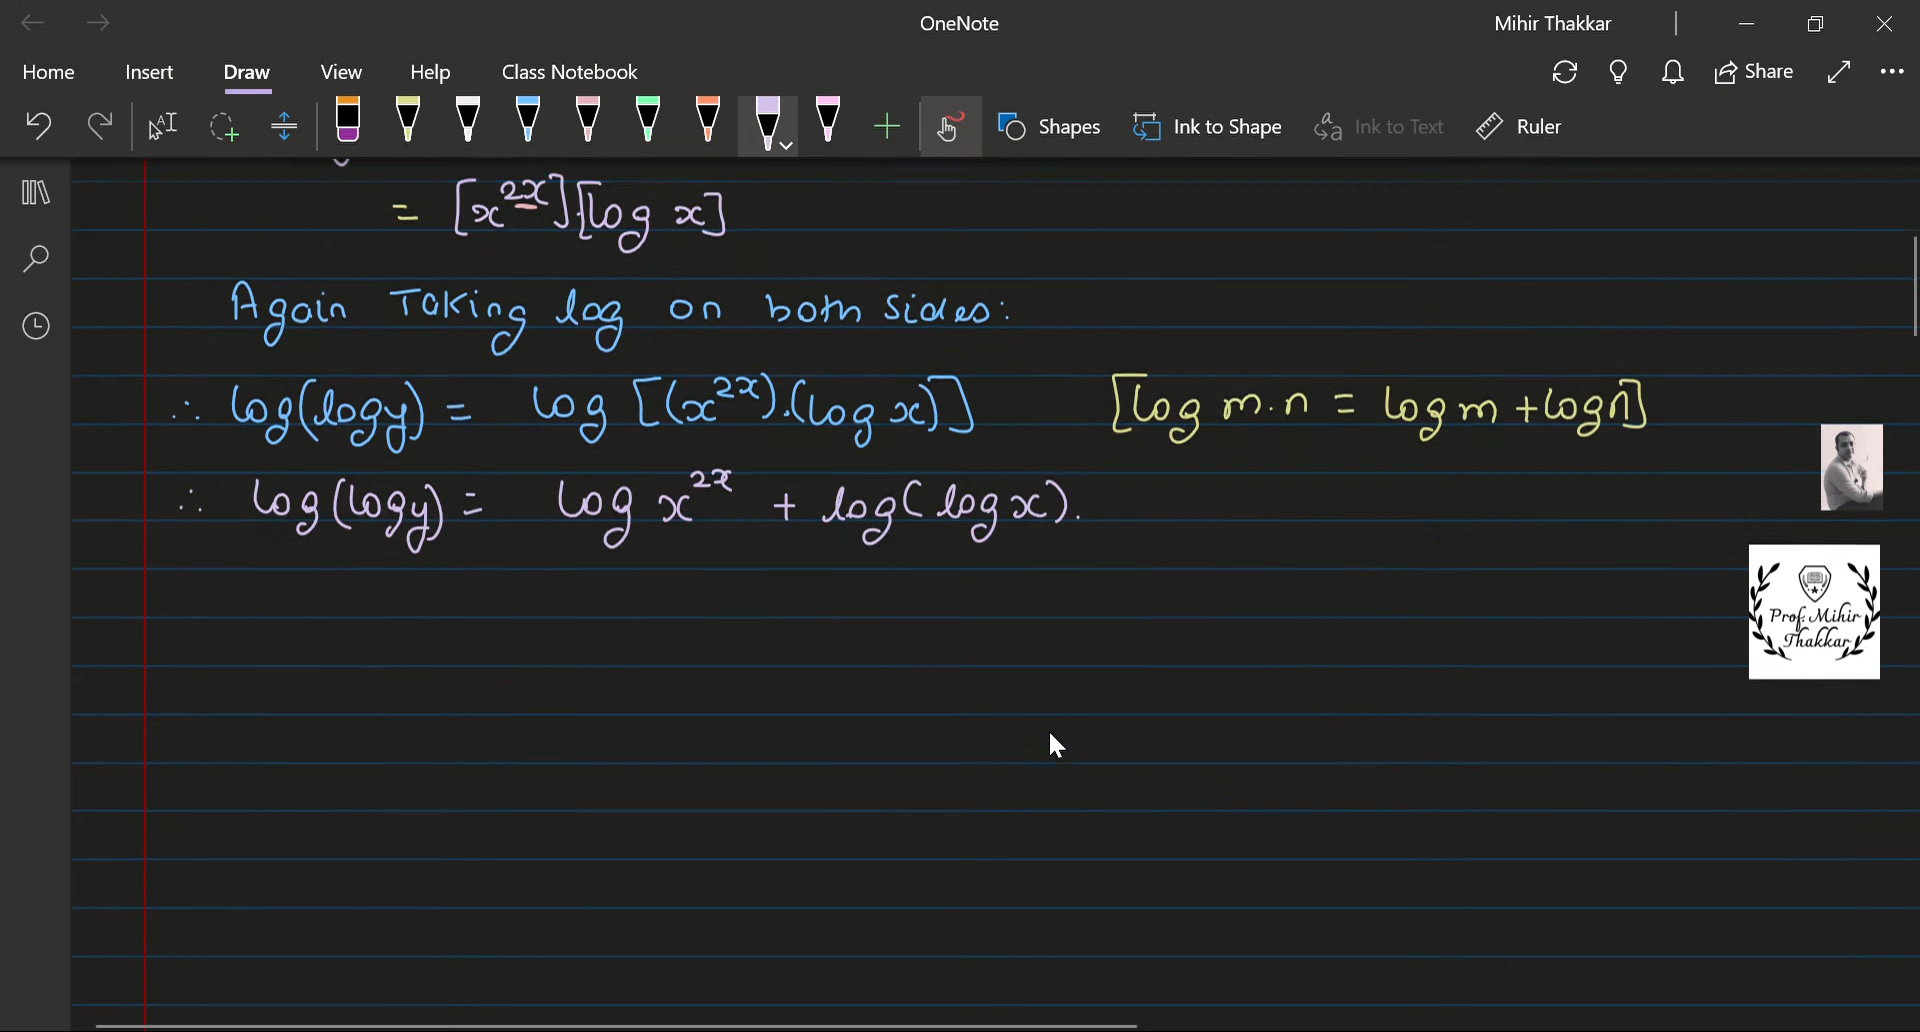 OneNote
Mihir Thakkar
Home Insert Draw View Help Class Notebook Share
Shapes Ink to Shape Ink to Text Ruler
= [x^{2x}].[log x]
Again Taking log on both sides:
∴ log(logy) = log [(x^{2x}).(log x)] [log m.n = log m + log n]
∴ log(logy) = log x^{2x} + log(log x).
Prof. Mihir
Thakkar